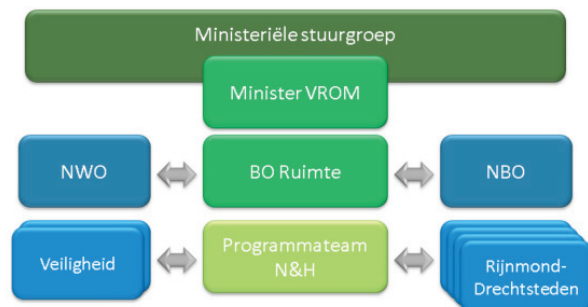 Ministeriële stuurgroep
Minister VROM
NWO
BO Ruimte
NBO
Veiligheid
Programmateam
N&H
Rijnmond-
Drechtsteden